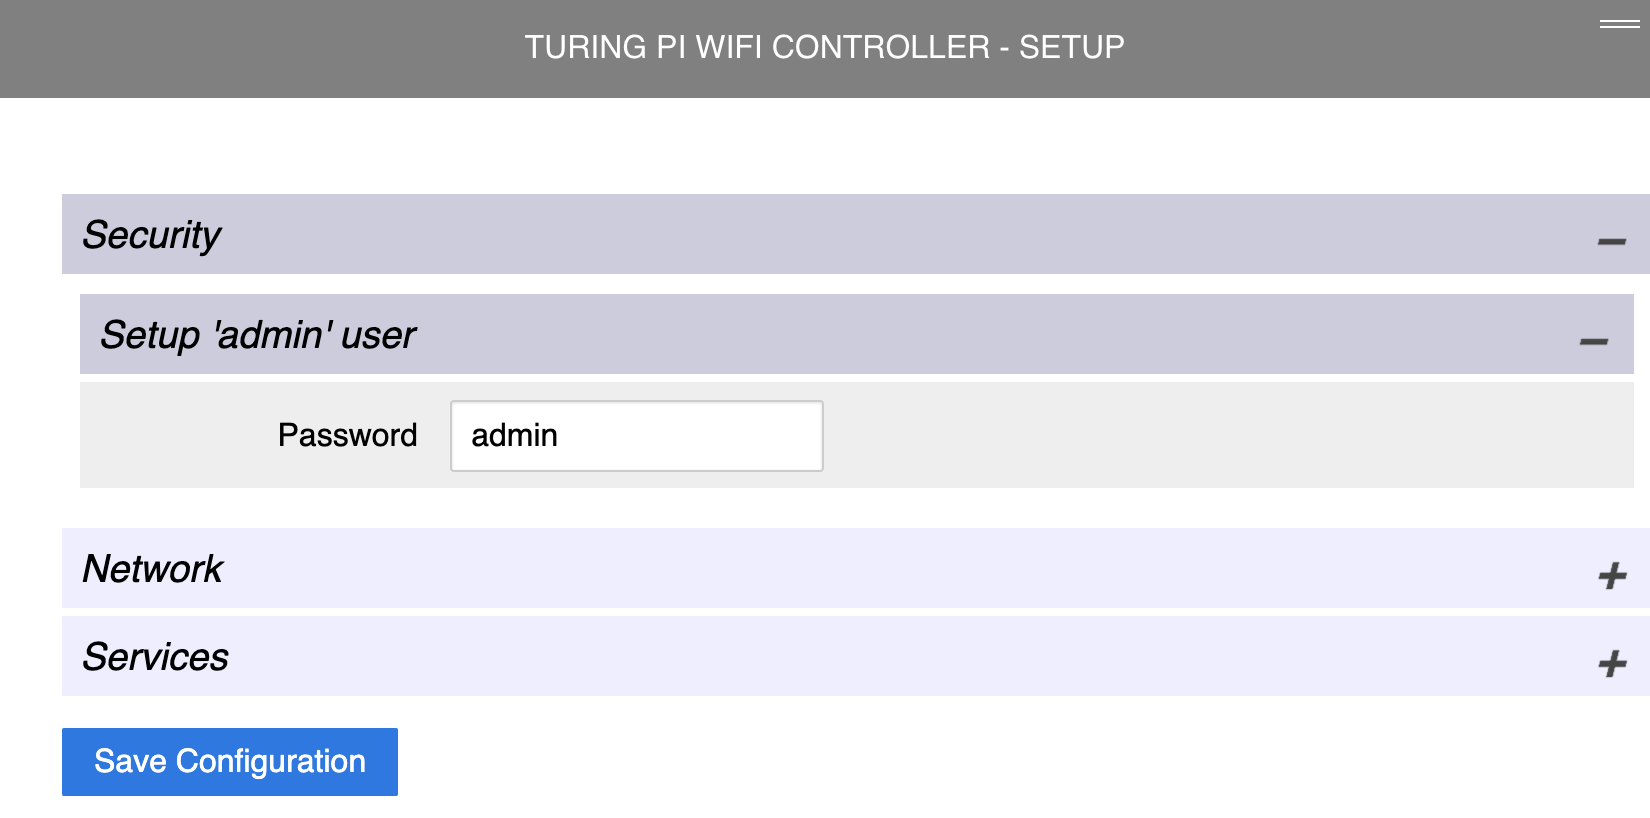 TURING PI WIFI CONTROLLER - SETUP
Security
Setup 'admin' user
Password admin
Network
Services
Save Configuration